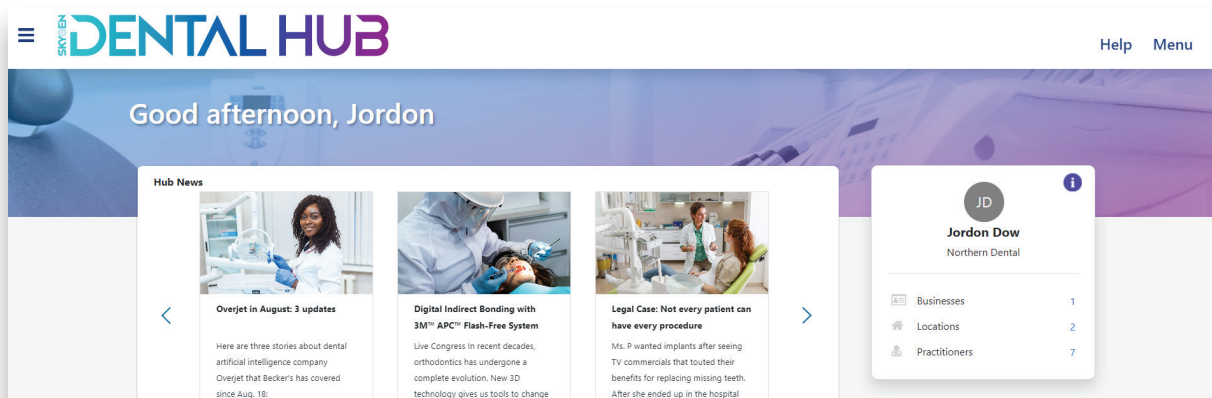 SKYGEN
DENTAL HUB
Help Menu
Good afternoon, Jordon
Hub News
Overjet in August: 3 updates
Here are three stories about dental
artificial intelligence company
Overjet that Becker's has covered
since Aug. 18:
Digital Indirect Bonding with
3M™ APC™ Flash-Free System
Live Congress In recent decades,
orthodontics has undergone a
complete evolution. New 3D
technology gives us tools to change
Legal Case: Not every patient can
have every procedure
Ms. P wanted implants after seeing
TV commercials that touted their
benefits for replacing missing teeth.
After she ended up in the hospital
i
JD
Jordon Dow
Northern Dental
Businesses 1
Locations 2
Practitioners 7